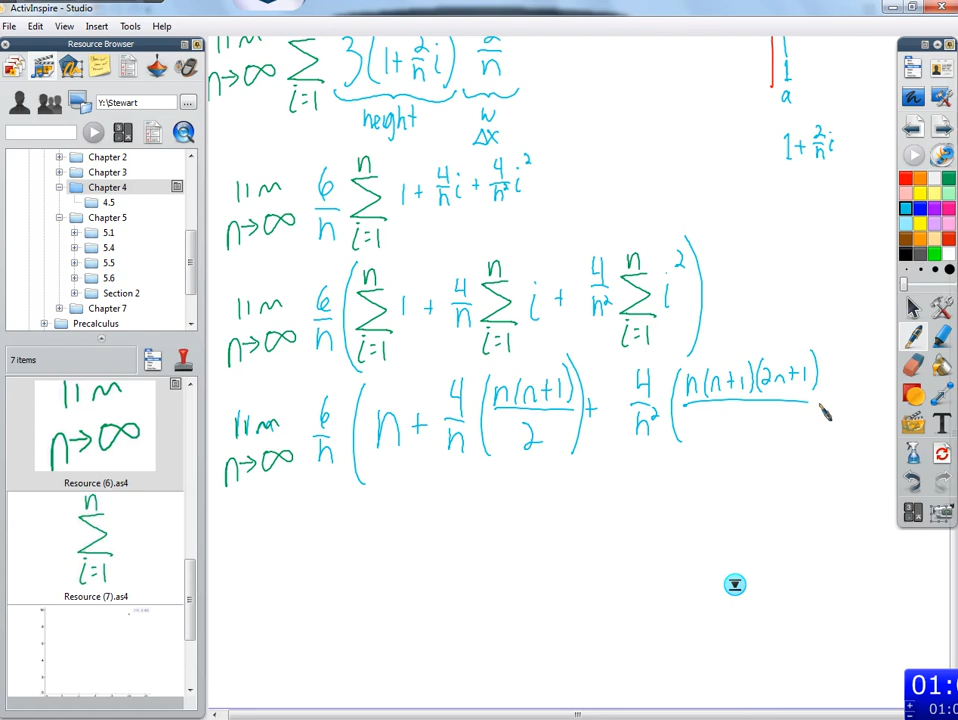 ActivInspire - Studio
File Edit View Insert Tools Help
Resource Browser
Y:\Stewart
...
Chapter 2
Chapter 3
Chapter 4
4.5
Chapter 5
5.1
5.4
5.5
5.6
Section 2
Chapter 7
Precalculus
7 items
lim
n→∞
Resource (6).as4
n
∑
i=1
Resource (7).as4
lim n→∞ ∑ i=1 3(1+2/n i) 2/n
height w
Δx
1
1
a
1+2/n i
lim n→∞ 6/n ∑ i=1 n 1 + 4/n i + 4/n² i²
lim n→∞ 6/n ( ∑ i=1 n 1 + 4/n ∑ i=1 n i + 4/n² ∑ i=1 n i² )
lim n→∞ 6/n ( n + 4/n ( n(n+1)/2 ) + 4/n² ( n(n+1)(2n+1)